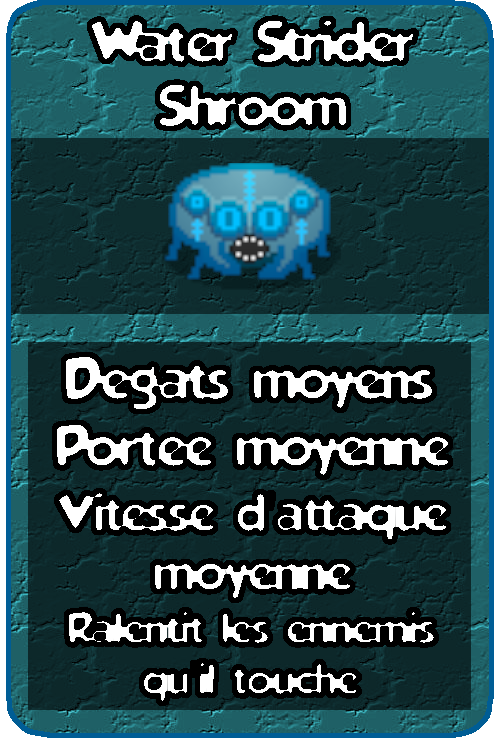 Water Strider
Shroom
Degats moyens
Portee moyenne
Vitesse d'attaque
moyenne
Ralentit les ennemis
qu'il touche